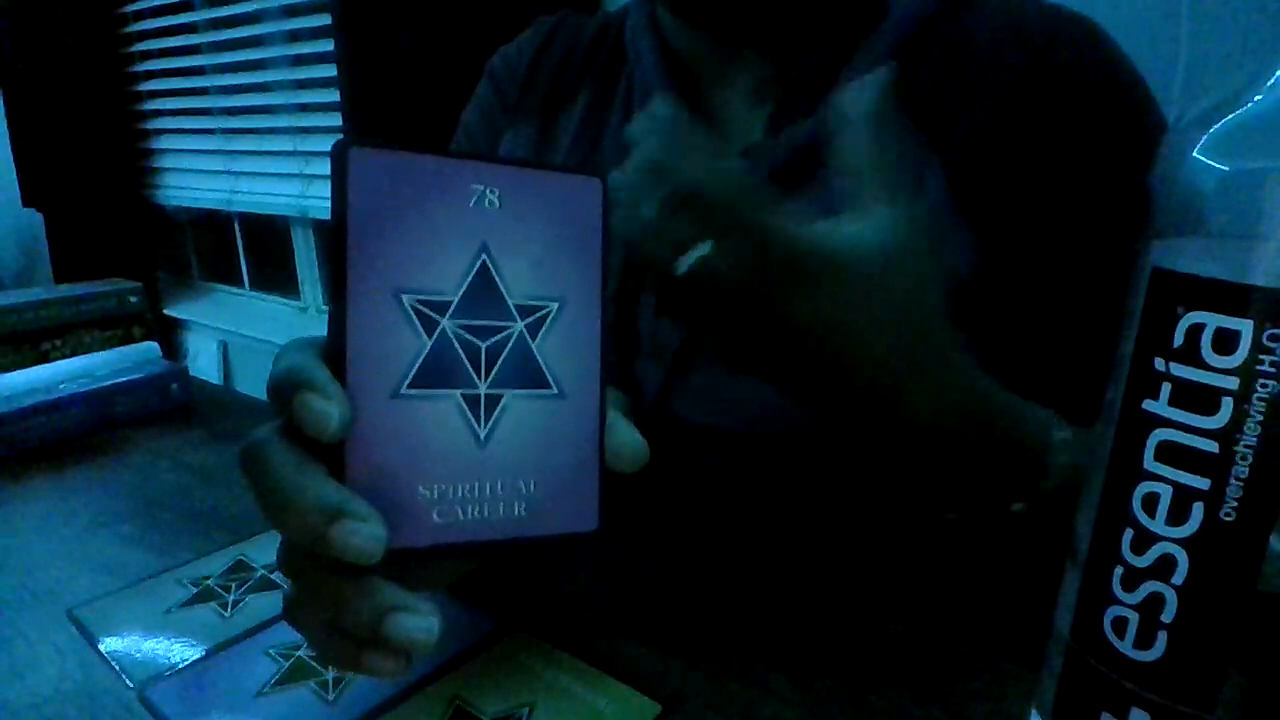 78
SPIRITUAL
CAREER
essentia
overachieving H₂O